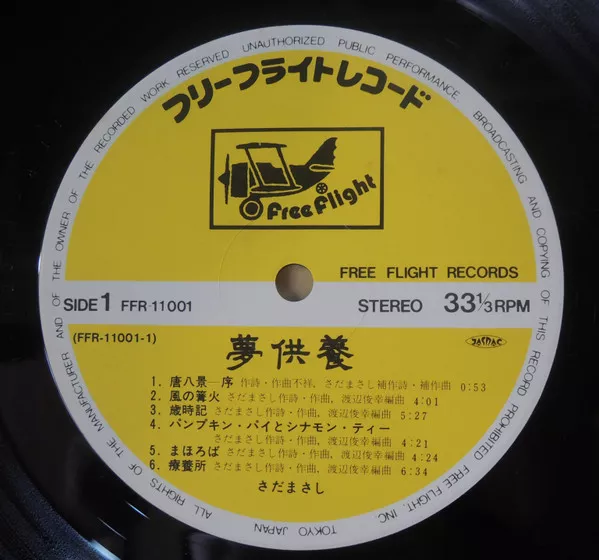 ALL RIGHTS OF THE MANUFACTURER AND OF THE OWNER OF THE RECORDED WORK RESERVED UNAUTHORIZED PUBLIC PERFORMANCE BROADCASTING AND COPYING OF THIS RECORD PROHIBITED FREE FLIGHT. INC. TOKYO JAPAN
フリーフライトレコード
Free Flight
FREE FLIGHT RECORDS
SIDE 1 FFR-11001 STEREO 33 1/3 RPM
(FFR-11001-1) JASRAC
夢供養
1. 唐八景―序 作詩・作曲不祥, さだまさし補作詩・補作曲 0:53
2. 風の篝火 さだまさし作詩・作曲, 渡辺俊幸編曲 4:01
3. 歳時記 さだまさし作詩・作曲, 渡辺俊幸編曲 5:27
4. パンプキン・パイとシナモン・ティー
さだまさし作詩・作曲, 渡辺俊幸編曲 4:21
5. まほろば さだまさし作詩・作曲, 渡辺俊幸編曲 4:24
6. 療養所 さだまさし作詩・作曲, 渡辺俊幸編曲 6:34
さだまさし